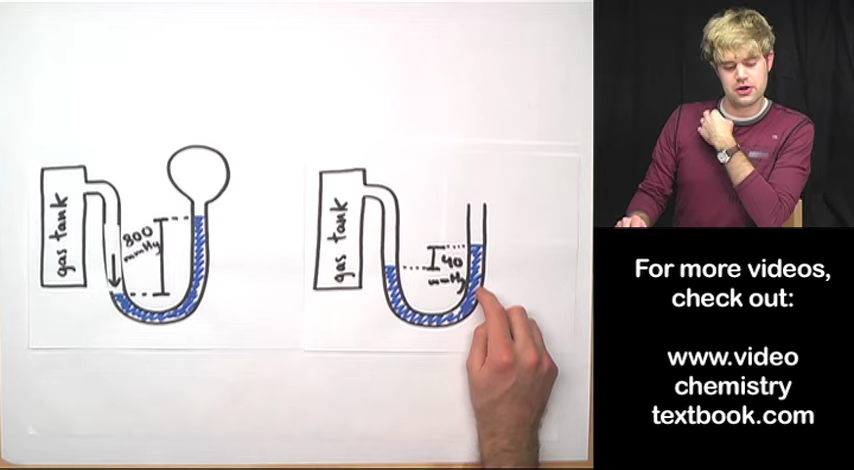 gas tank
800
mmHg
gas tank
40
mmHg
For more videos,
check out:
www.video
chemistry
textbook.com